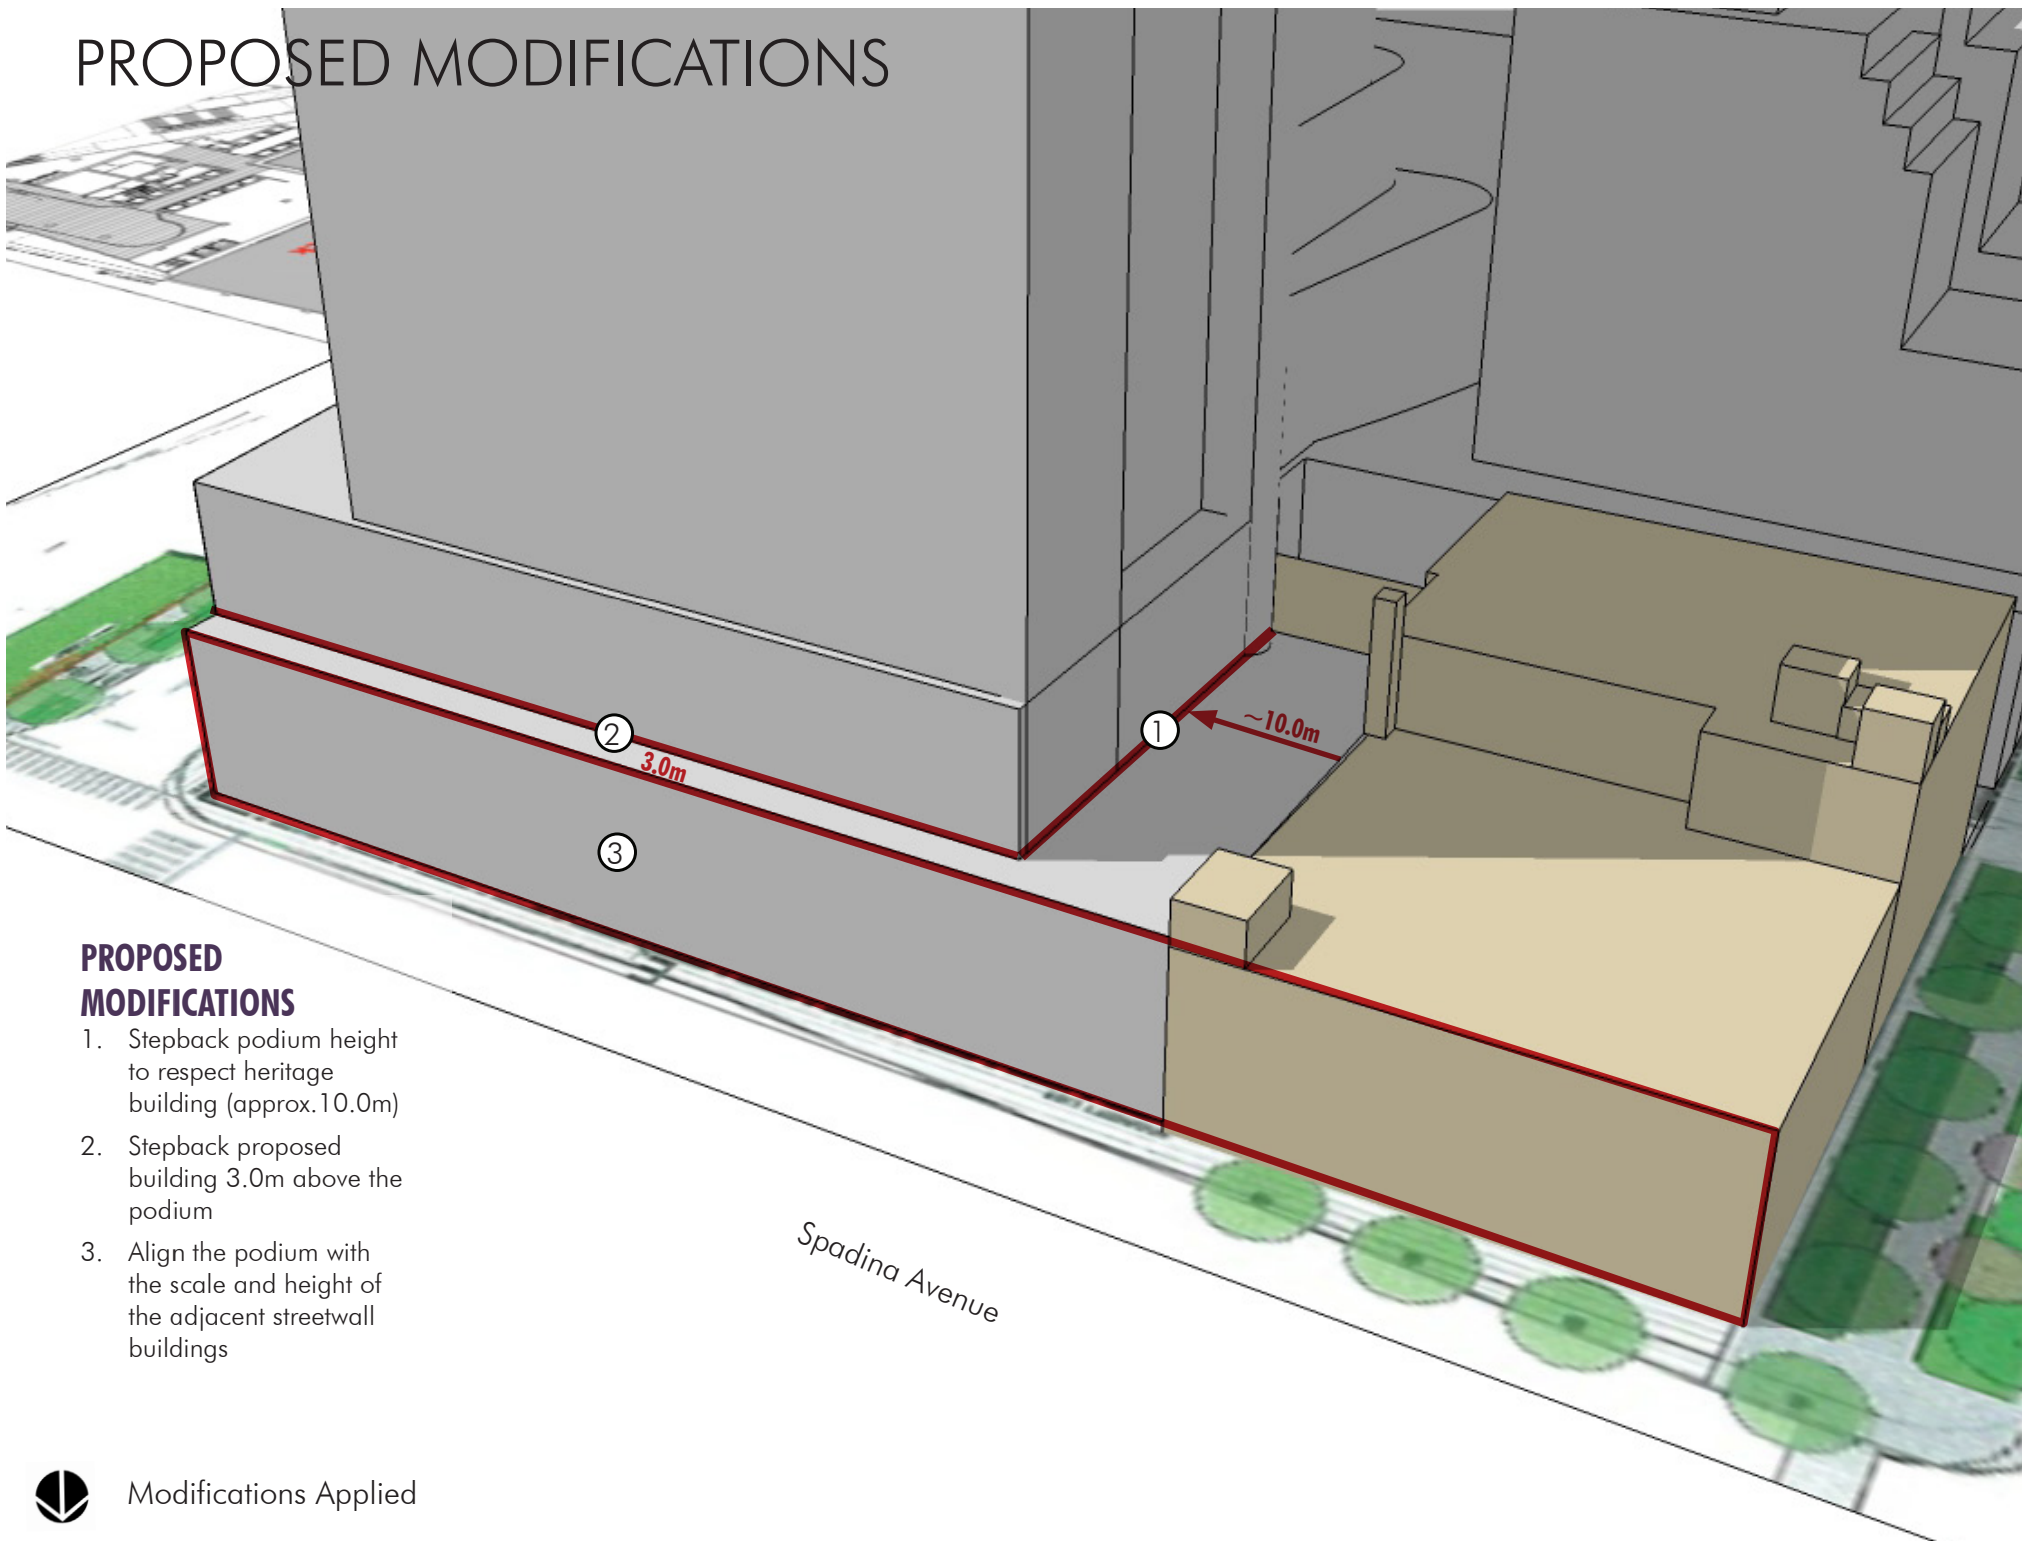 PROPOSED MODIFICATIONS
1
~10.0m
2
3.0m
3
PROPOSED
MODIFICATIONS
1. Stepback podium height
to respect heritage
building (approx.10.0m)
2. Stepback proposed
building 3.0m above the
podium
3. Align the podium with
the scale and height of
the adjacent streetwall
buildings
Spadina Avenue
Modifications Applied